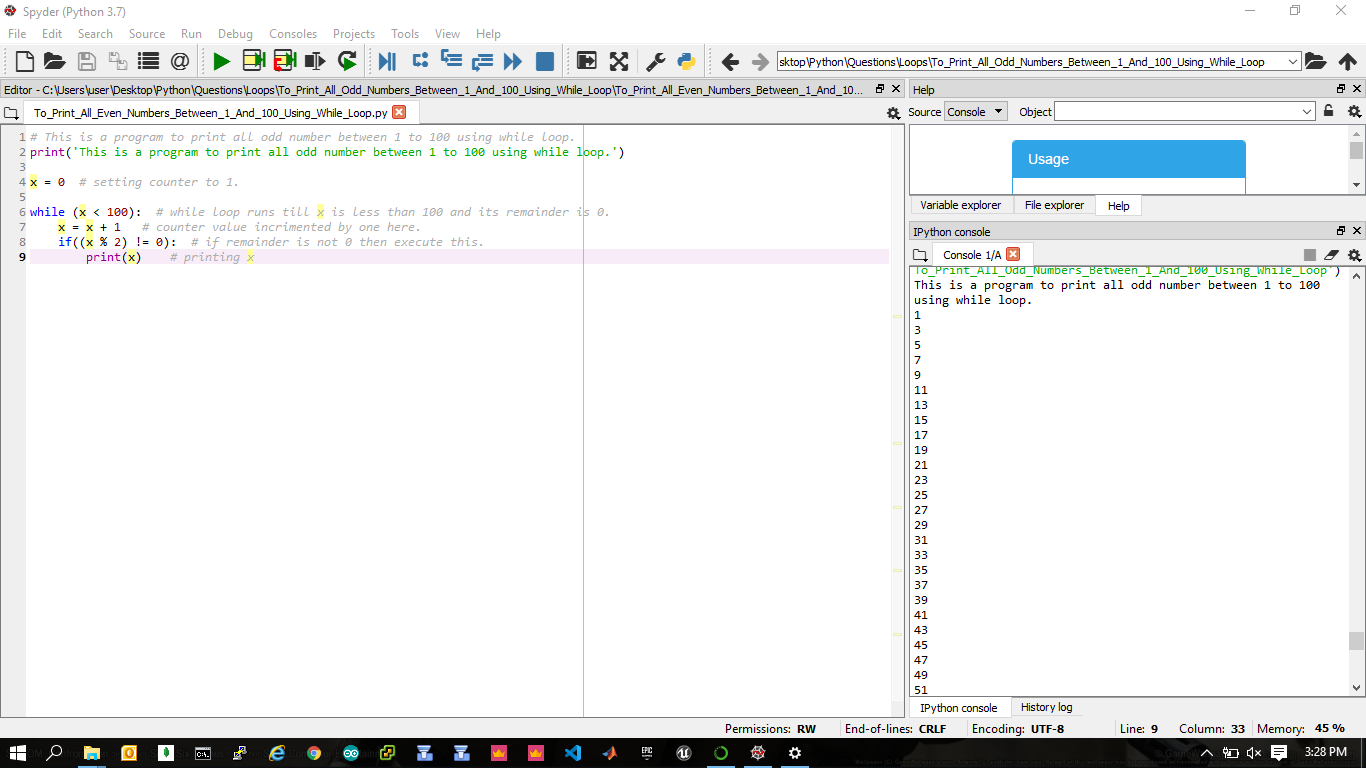 Spyder (Python 3.7)
File Edit Search Source Run Debug Consoles Projects Tools View Help
sktop\Python\Questions\Loops\To_Print_All_Odd_Numbers_Between_1_And_100_Using_While_Loop
Editor - C:\Users\user\Desktop\Python\Questions\Loops\To_Print_All_Odd_Numbers_Between_1_And_100_Using_While_Loop\To_Print_All_Even_Numbers_Between_1_And_10...
To_Print_All_Even_Numbers_Between_1_And_100_Using_While_Loop.py
1 # This is a program to print all odd number between 1 to 100 using while loop.
2 print('This is a program to print all odd number between 1 to 100 using while loop.')
3
4 x = 0  # setting counter to 1.
5
6 while (x < 100):  # while loop runs till x is less than 100 and its remainder is 0.
7     x = x + 1   # counter value incrimented by one here.
8     if((x % 2) != 0):  # if remainder is not 0 then execute this.
9         print(x)    # printing x
Help
Source Console Object
Usage
Variable explorer File explorer Help
IPython console
Console 1/A
To_Print_All_Odd_Numbers_Between_1_And_100_Using_While_Loop')
This is a program to print all odd number between 1 to 100
using while loop.
1
3
5
7
9
11
13
15
17
19
21
23
25
27
29
31
33
35
37
39
41
43
45
47
49
51
IPython console History log
Permissions: RW End-of-lines: CRLF Encoding: UTF-8 Line: 9 Column: 33 Memory: 45 %
EPIC
3:28 PM